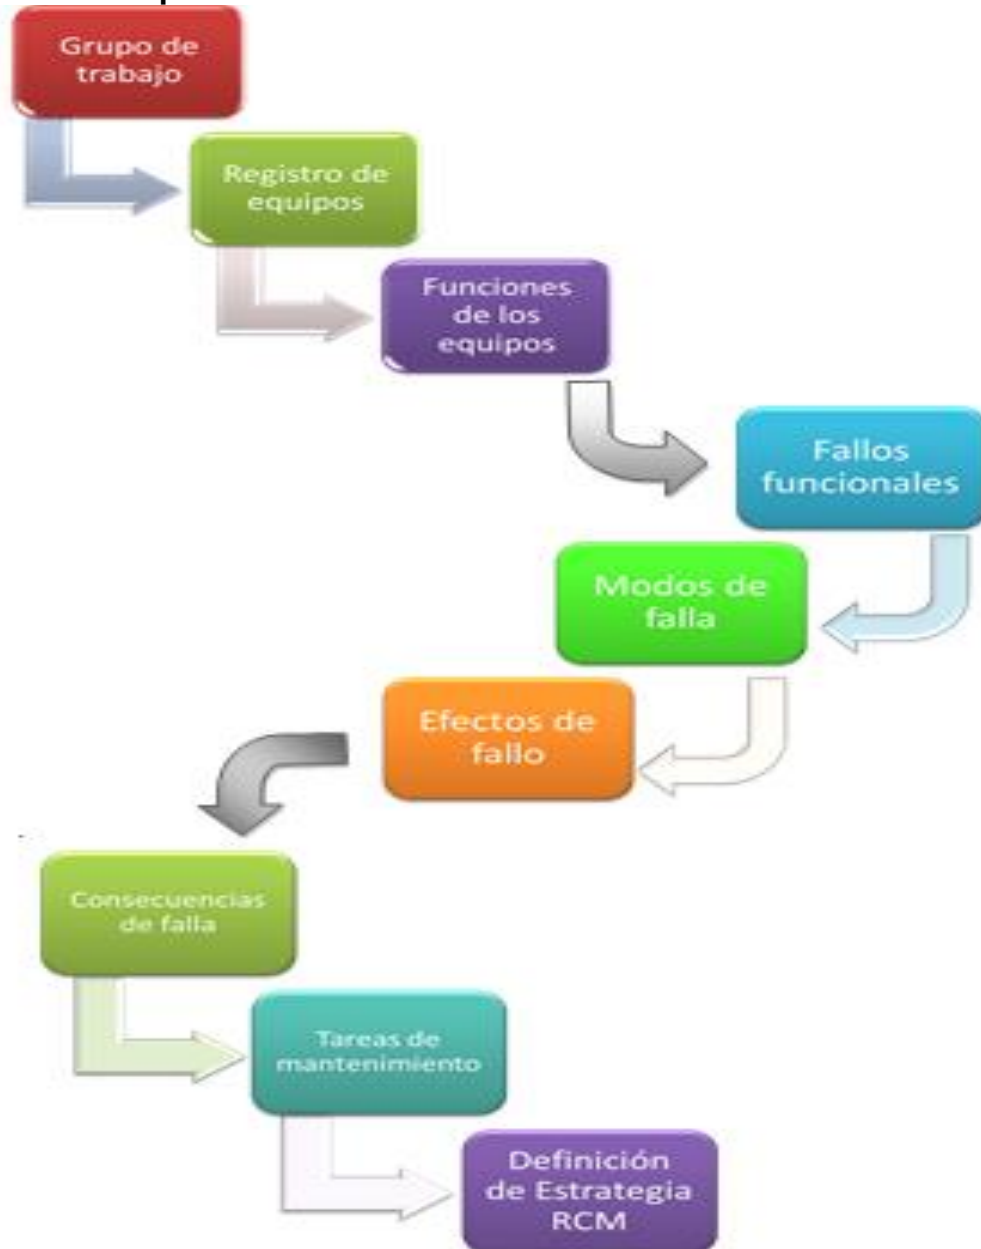 Grupo de
trabajo
Registro de
equipos
Funciones
de los
equipos
Fallos
funcionales
Modos de
falla
Efectos de
fallo
Consecuencias
de falla
Tareas de
mantenimiento
Definición
de Estrategia
RCM